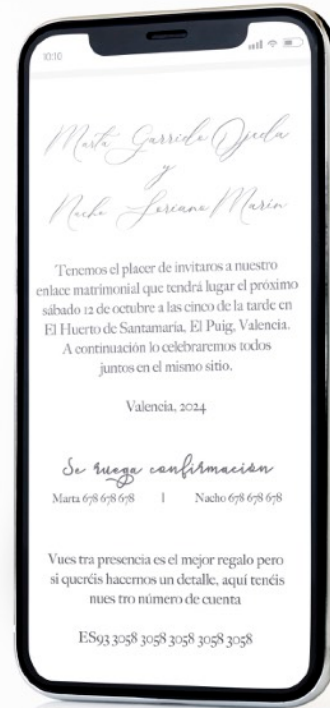 10:10
Marta Garrido Ojeda
y
Nacho Soriano Marín
Tenemos el placer de invitaros a nuestro
enlace matrimonial que tendrá lugar el próximo
sábado 12 de octubre a las cinco de la tarde en
El Huerto de Santamaría, El Puig, Valencia.
A continuación lo celebraremos todos
juntos en el mismo sitio.
Valencia, 2024
Se ruega confirmación
Marta 678 678 678 | Nacho 678 678 678
Vues tra presencia es el mejor regalo pero
si queréis hacernos un detalle, aquí tenéis
nues tro número de cuenta
ES93 3058 3058 3058 3058 3058